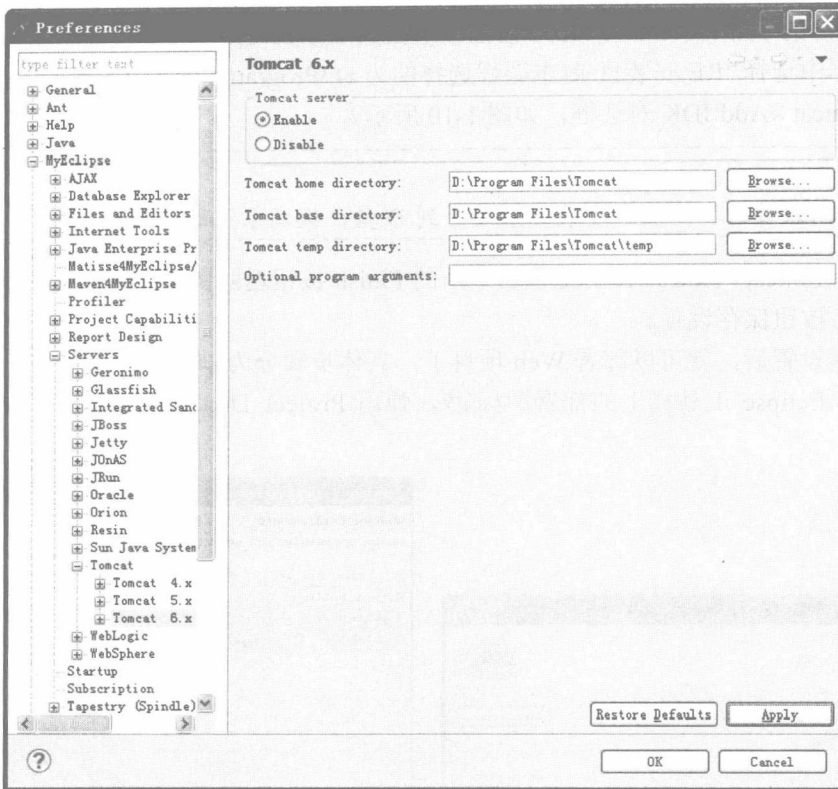 Preferences
type filter text
General
Ant
Help
Java
MyEclipse
AJAX
Database Explorer
Files and Editors
Internet Tools
Java Enterprise Pr
Matisse4MyEclipse/
Maven4MyEclipse
Profiler
Project Capabiliti
Report Design
Servers
Geronimo
Glassfish
Integrated Sand
JBoss
Jetty
JOnAS
JRun
Oracle
Orion
Resin
Sun Java System
Tomcat
Tomcat 4.x
Tomcat 5.x
Tomcat 6.x
WebLogic
WebSphere
Startup
Subscription
Tapestry (Spindle)
Tomcat 6.x
Tomcat server
Enable
Disable
Tomcat home directory: D:\Program Files\Tomcat Browse...
Tomcat base directory: D:\Program Files\Tomcat Browse...
Tomcat temp directory: D:\Program Files\Tomcat\temp Browse...
Optional program arguments:
Restore Defaults Apply
? OK Cancel